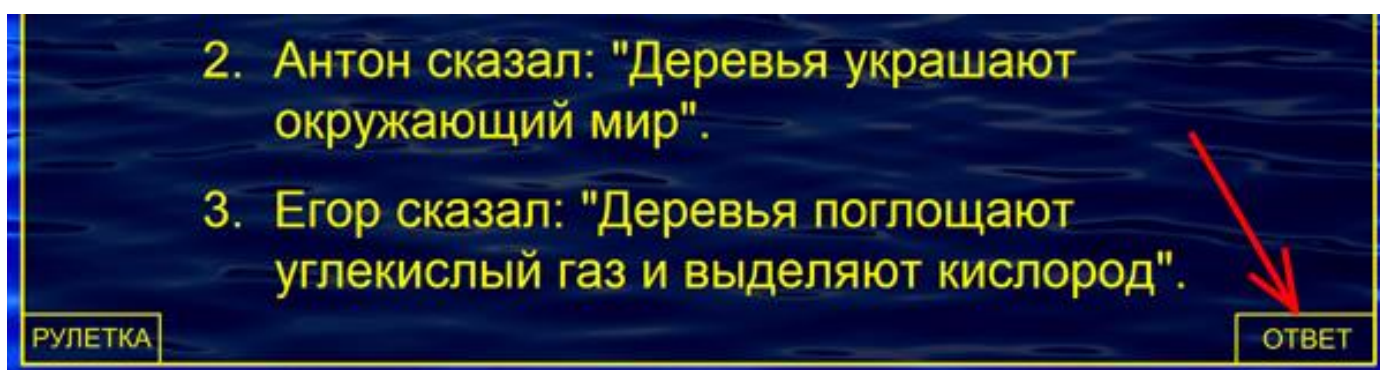 2. Антон сказал: "Деревья украшают
окружающий мир".
3. Егор сказал: "Деревья поглощают
углекислый газ и выделяют кислород".
РУЛЕТКА
ОТВЕТ